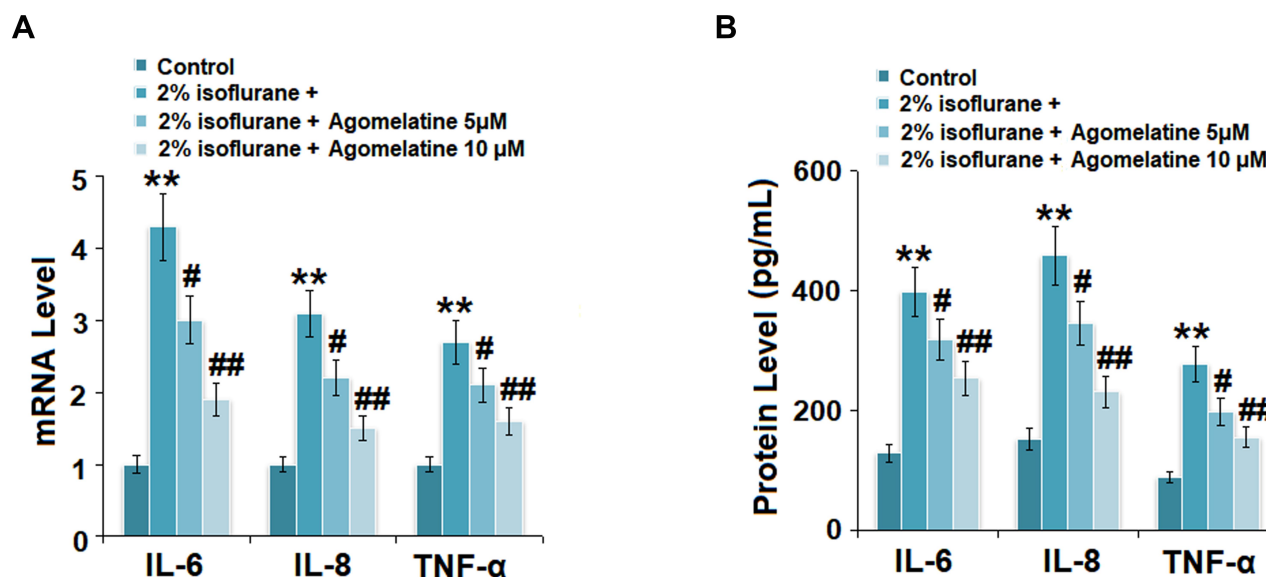 A
Control
2% isoflurane +
2% isoflurane + Agomelatine 5µM
2% isoflurane + Agomelatine 10 µM
mRNA Level
5
4
3
2
1
0
**
#
##
**
#
##
**
#
##
IL-6
IL-8
TNF-α
B
Control
2% isoflurane +
2% isoflurane + Agomelatine 5µM
2% isoflurane + Agomelatine 10 µM
Protein Level (pg/mL)
600
400
200
0
**
#
##
**
#
##
**
#
##
IL-6
IL-8
TNF-α